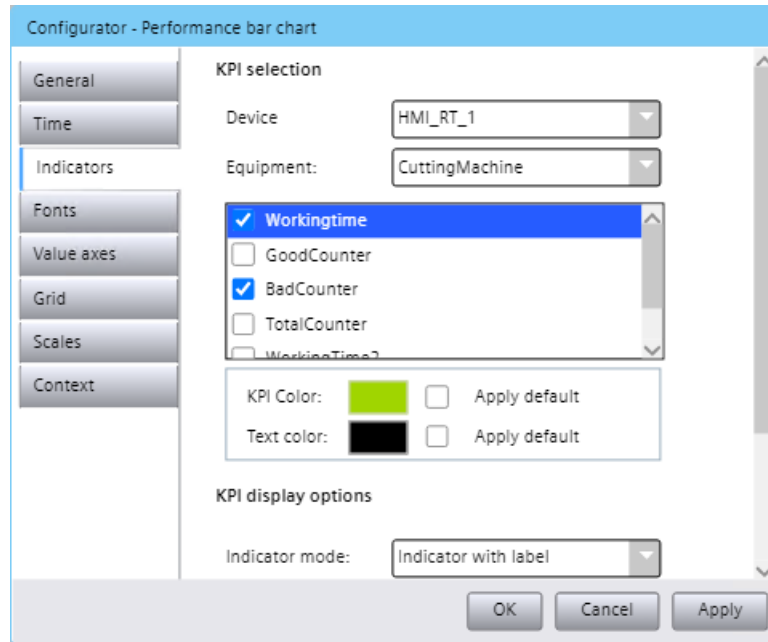 Configurator - Performance bar chart
General
Time
Indicators
Fonts
Value axes
Grid
Scales
Context
KPI selection
Device HMI_RT_1
Equipment: CuttingMachine
Workingtime
GoodCounter
BadCounter
TotalCounter
WorkingTime2
KPI Color: Apply default
Text color: Apply default
KPI display options
Indicator mode: Indicator with label
OK Cancel Apply